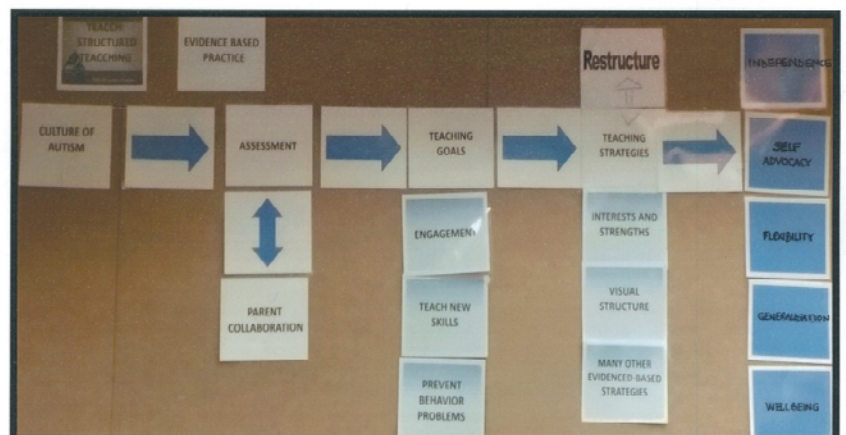 TEACCH:
STRUCTURED
TEACCHING
EVIDENCE BASED
PRACTICE
Restructure
INDEPENDENCE
CULTURE OF
AUTISM
ASSESSMENT
TEACHING
GOALS
TEACHING
STRATEGIES
SELF
ADVOCACY
ENGAGEMENT
INTERESTS AND
STRENGTHS
FLEXIBILITY
PARENT
COLLABORATION
TEACH NEW
SKILLS
VISUAL
STRUCTURE
GENERALISATION
PREVENT
BEHAVIOR
PROBLEMS
MANY OTHER
EVIDENCED-BASED
STRATEGIES
WELLBEING